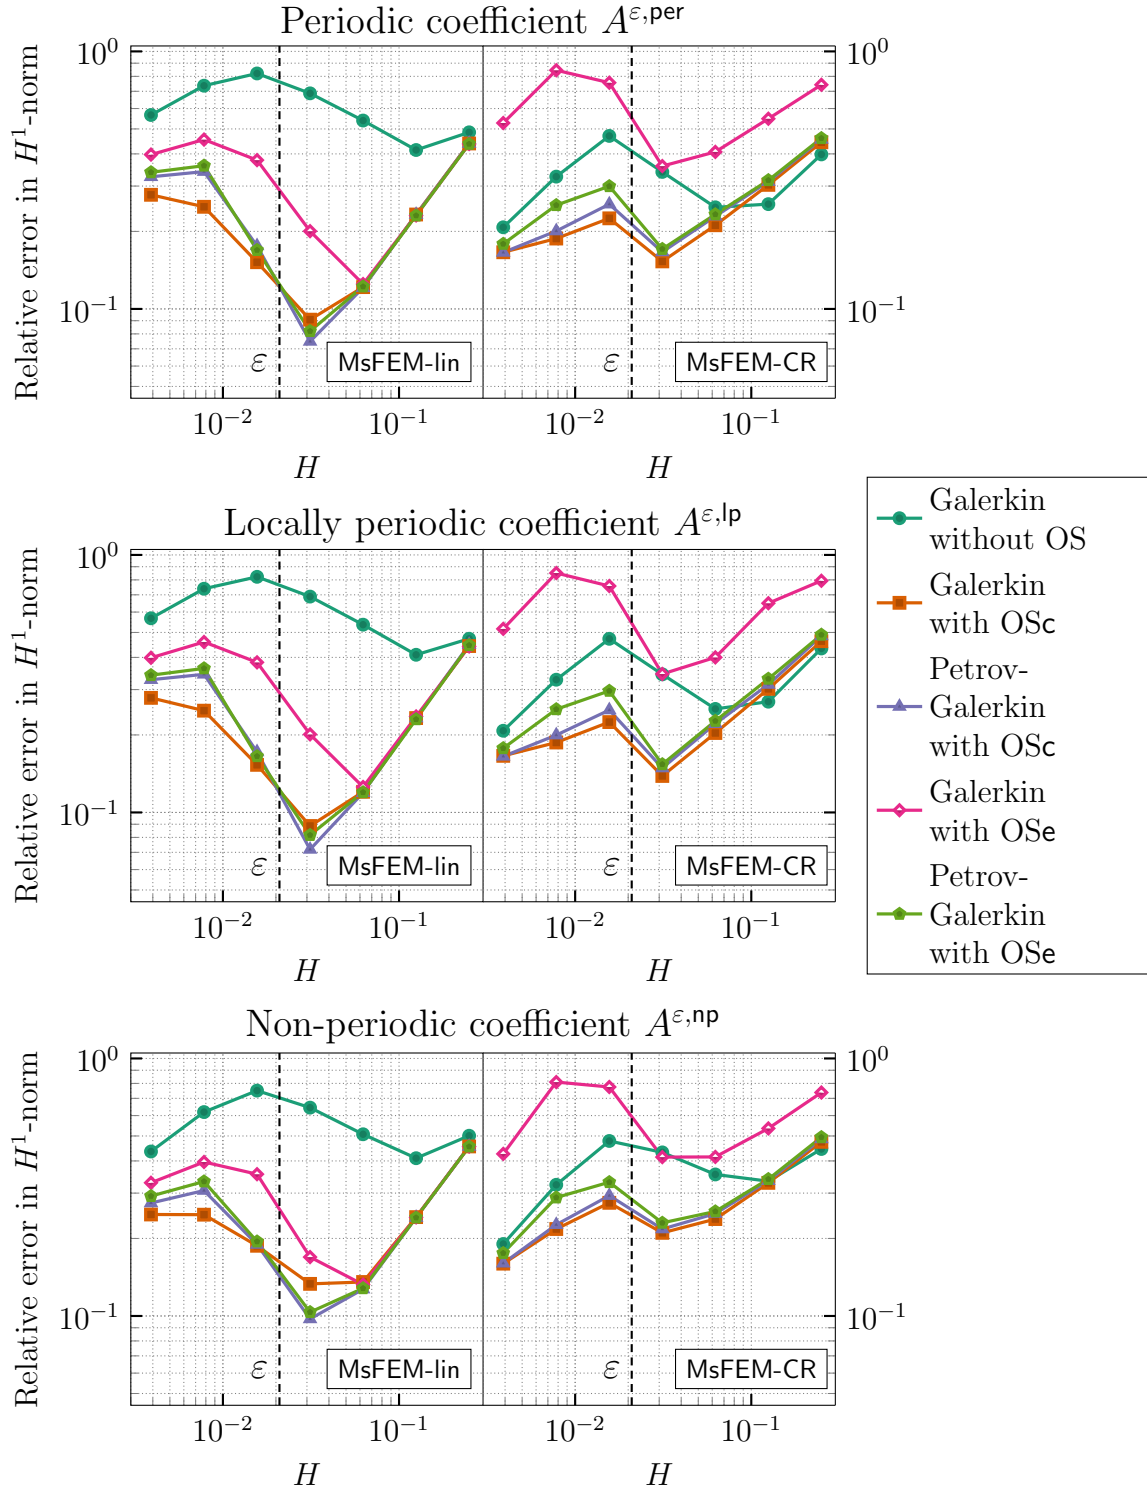 Periodic coefficient A^{ε,per}
Relative error in H^1-norm
10^0
10^{-1}
10^0
10^{-1}
ε
MsFEM-lin
ε
MsFEM-CR
10^{-2}
10^{-1}
10^{-2}
10^{-1}
H
H
Locally periodic coefficient A^{ε,lp}
Relative error in H^1-norm
10^0
10^{-1}
ε
MsFEM-lin
ε
MsFEM-CR
10^{-2}
10^{-1}
10^{-2}
10^{-1}
H
H
Galerkin
without OS
Galerkin
with OSc
Petrov-
Galerkin
with OSc
Galerkin
with OSe
Petrov-
Galerkin
with OSe
Non-periodic coefficient A^{ε,np}
Relative error in H^1-norm
10^0
10^{-1}
10^0
10^{-1}
ε
MsFEM-lin
ε
MsFEM-CR
10^{-2}
10^{-1}
10^{-2}
10^{-1}
H
H